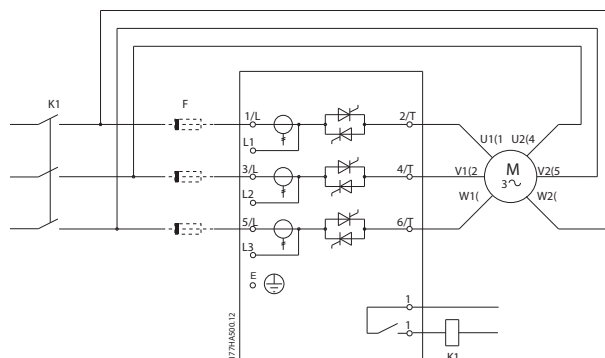 K1
F
1/L
2/T
L1
U1(1
U2(4
3/L
4/T
M
3~
V1(2
V2(5
L2
W1(
W2(
5/L
6/T
L3
E
1
1
K1
177HA500.12